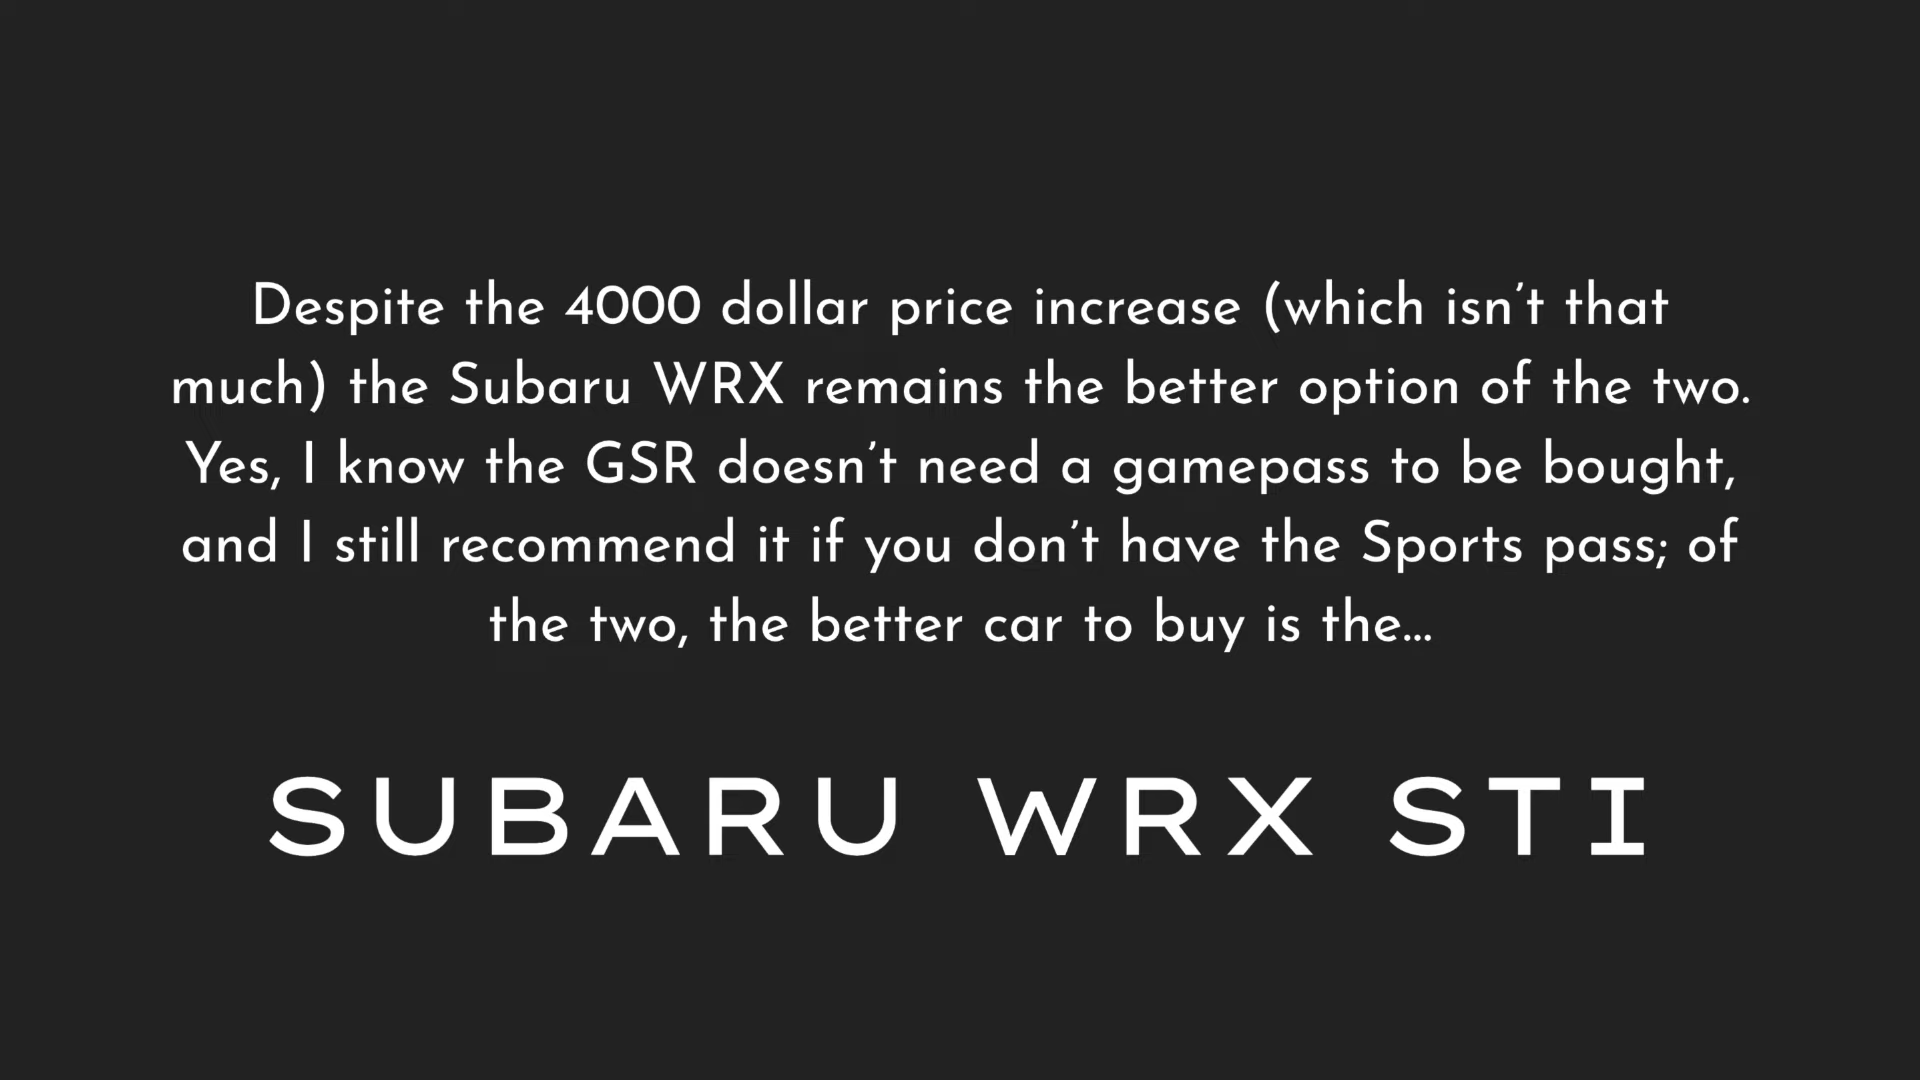 Despite the 4000 dollar price increase (which isn’t that
much) the Subaru WRX remains the better option of the two.
Yes, I know the GSR doesn’t need a gamepass to be bought,
and I still recommend it if you don’t have the Sports pass; of
the two, the better car to buy is the...
SUBARU WRX STI